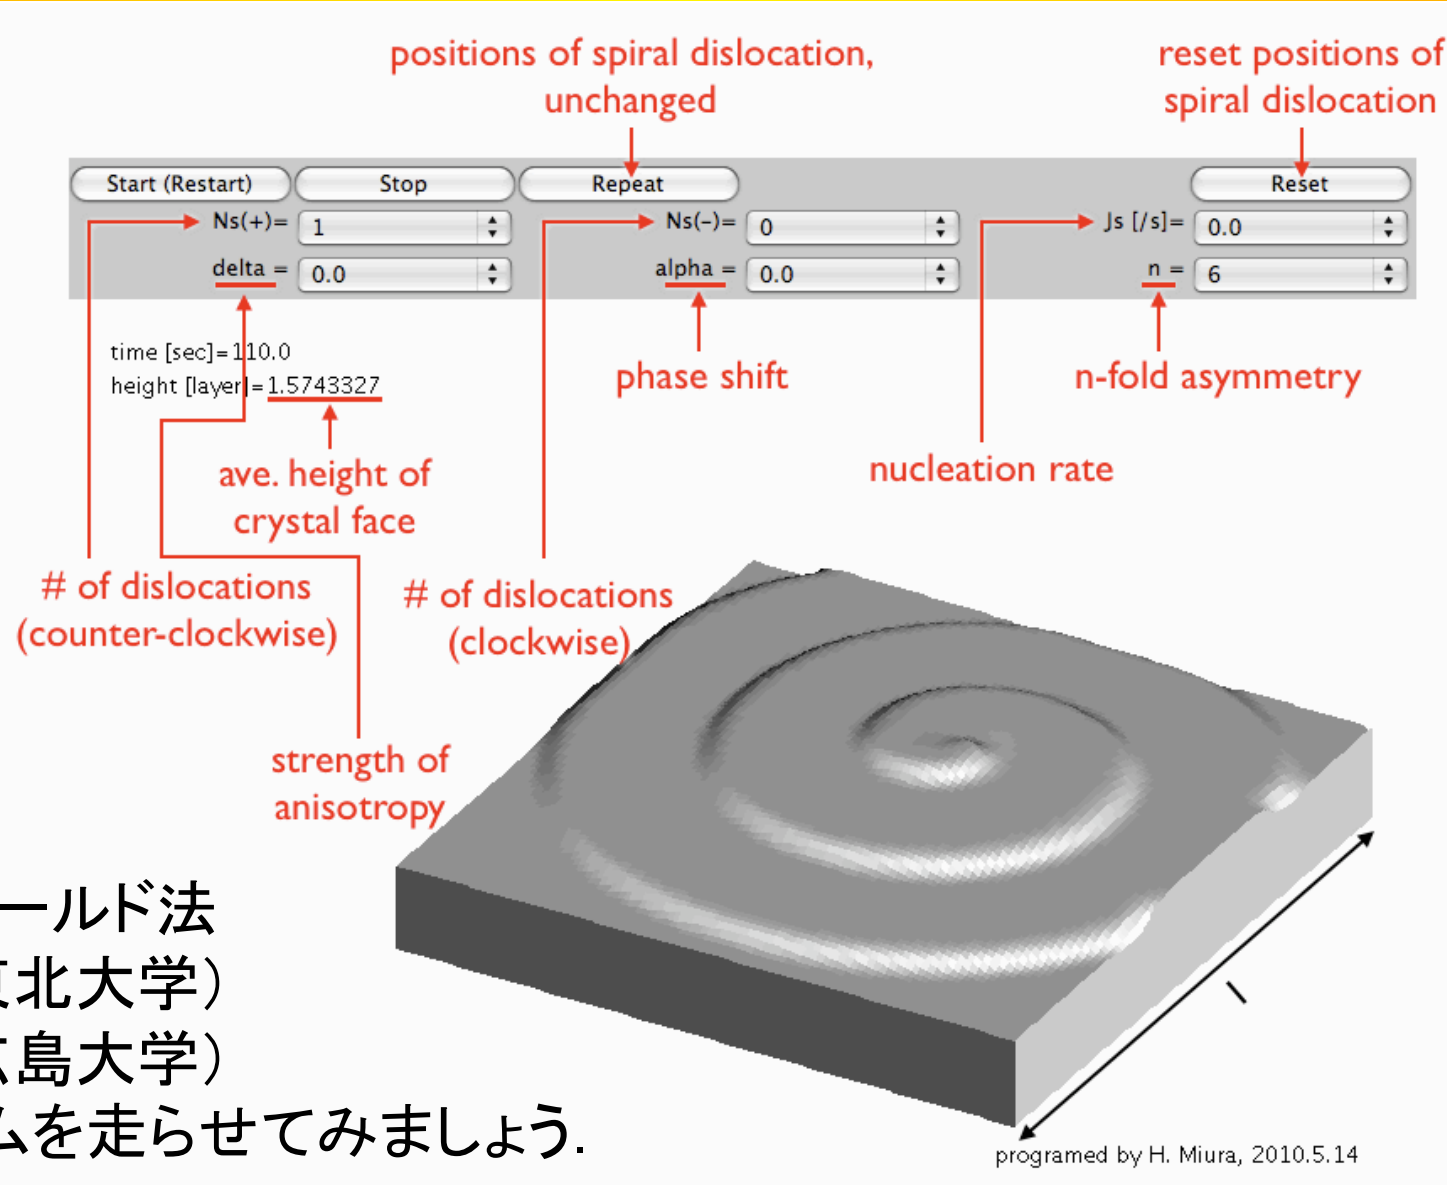 positions of spiral dislocation,
unchanged
reset positions of
spiral dislocation
Start (Restart)
Stop
Repeat
Reset
Ns(+)=
1
Ns(-)=
0
Js [/s]=
0.0
delta =
0.0
alpha =
0.0
n =
6
time [sec]=110.0
height [layer]=1.5743327
phase shift
n-fold asymmetry
ave. height of
crystal face
nucleation rate
# of dislocations
(counter-clockwise)
# of dislocations
(clockwise)
strength of
anisotropy
ールド法
北大学）
島大学）
ムを走らせてみましょう.
programed by H. Miura, 2010.5.14